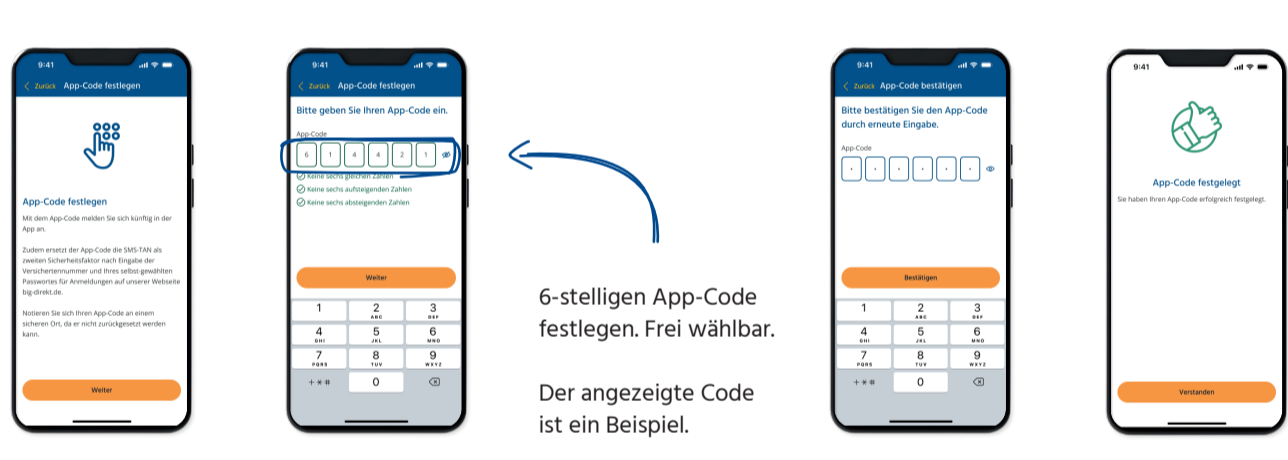 9:41
Zurück App-Code festlegen
App-Code festlegen
Mit dem App-Code melden Sie sich künftig in der
App an.
Zudem ersetzt der App-Code die SMS-TAN als
zweiten Sicherheitsfaktor nach Eingabe der
Versichertennummer und Ihres selbst-gewählten
Passwortes für Anmeldungen auf unserer Webseite
big-direkt.de.
Notieren Sie sich Ihren App-Code an einem
sicheren Ort, da er nicht zurückgesetzt werden
kann.
Weiter
9:41
Zurück App-Code festlegen
Bitte geben Sie Ihren App-Code ein.
App-Code
6 1 4 4 2 1
Keine sechs gleichen Zahlen
Keine sechs aufsteigenden Zahlen
Keine sechs absteigenden Zahlen
Weiter
1 2 3
ABC DEF
4 5 6
GHI JKL MNO
7 8 9
PQRS TUV WXYZ
+ * # 0
6-stelligen App-Code
festlegen. Frei wählbar.
Der angezeigte Code
ist ein Beispiel.
9:41
Zurück App-Code bestätigen
Bitte bestätigen Sie den App-Code
durch erneute Eingabe.
App-Code
Bestätigen
1 2 3
ABC DEF
4 5 6
GHI JKL MNO
7 8 9
PQRS TUV WXYZ
+ * # 0
9:41
App-Code festgelegt
Sie haben Ihren App-Code erfolgreich festgelegt.
Verstanden